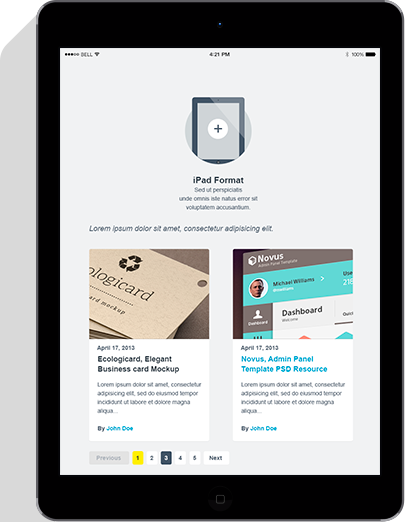 BELL
4:21 PM
100%
iPad Format
Sed ut perspiciatis
unde omnis iste natus error sit
voluptatem accusantium.
Lorem ipsum dolor sit amet, consectetur adipisicing elit.
ologicard
card mockup
Novus
Admin Panel Template
Michael Williams
Dashboard
Dashboard
Welcome
April 17, 2013
Ecologicard, Elegant
Business card Mockup
Lorem ipsum dolor sit amet, consectetur
adipisicing elit, sed do eiusmod tempor
incididunt ut labore et dolore magna
aliqua...
By John Doe
April 17, 2013
Novus, Admin Panel
Template PSD Resource
Lorem ipsum dolor sit amet, consectetur
adipisicing elit, sed do eiusmod tempor
incididunt ut labore et dolore magna
aliqua...
By John Doe
Previous 1 2 3 4 5 Next